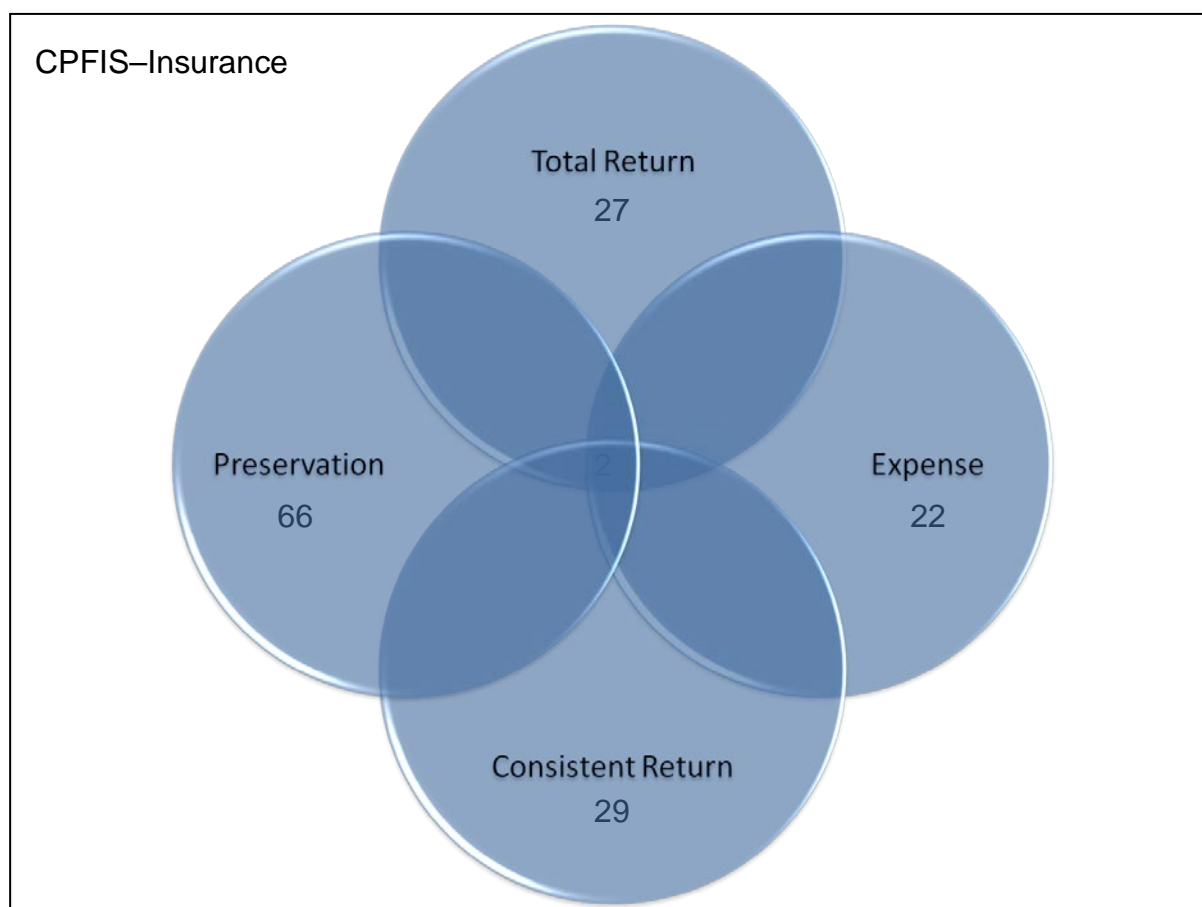 CPFIS–Insurance
Total Return
27
Preservation
66
2
Expense
22
Consistent Return
29